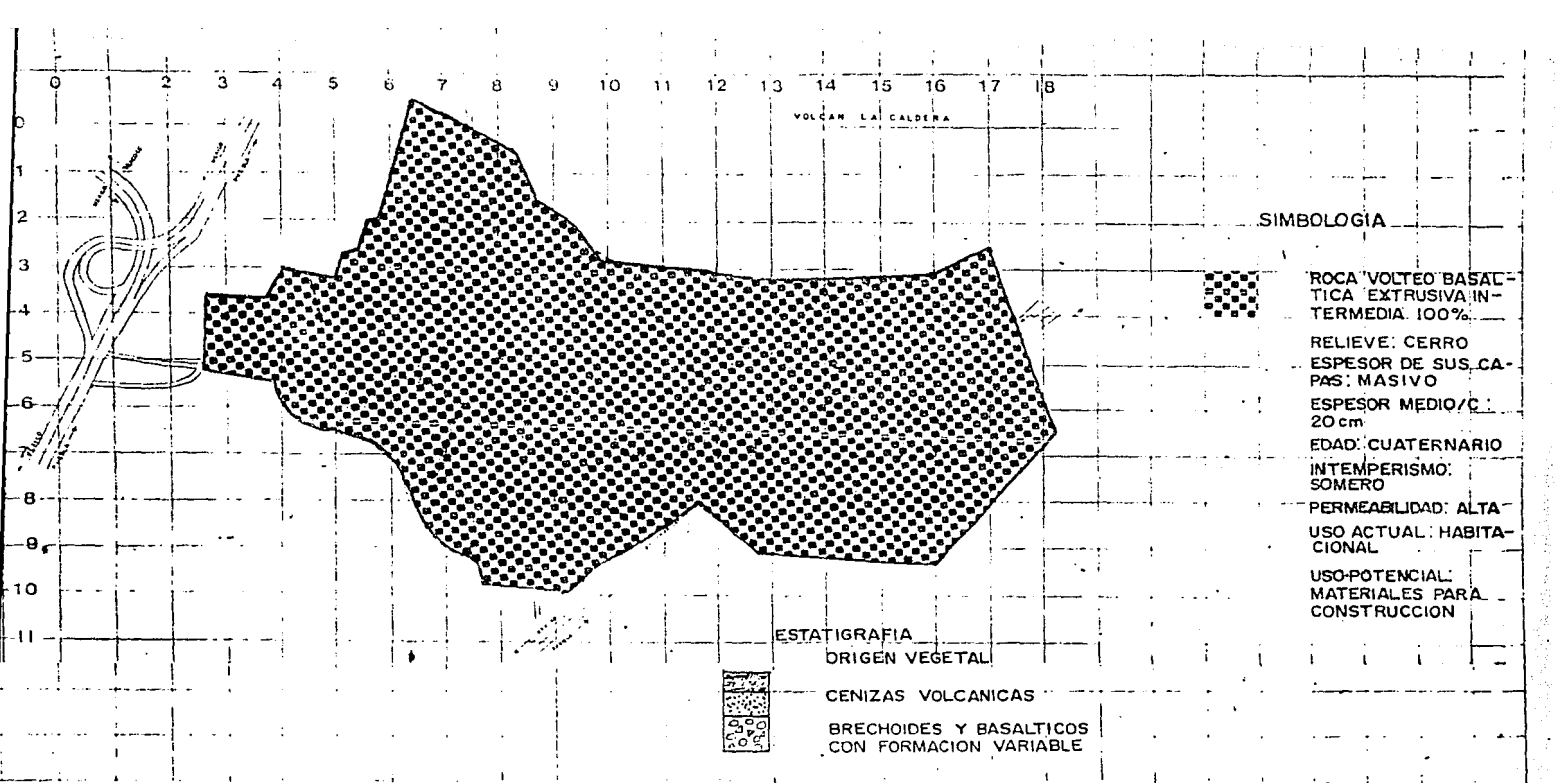 0 1 2 3 4 5 6 7 8 9 10 11 12 13 14 15 16 17 18
VOLCAN LA CALDERA
0
1
2
3
4
5
6
7
8
9
10
11
SIMBOLOGIA
ROCA VOLTEO BASAL-
TICA EXTRUSIVA IN-
TERMEDIA 100%
RELIEVE: CERRO
ESPESOR DE SUS CA-
PAS: MASIVO
ESPESOR MEDIO/C:
20 cm
EDAD: CUATERNARIO
INTEMPERISMO:
SOMERO
PERMEABILIDAD: ALTA
USO ACTUAL: HABITA-
CIONAL
USO POTENCIAL:
MATERIALES PARA
CONSTRUCCION
ESTATIGRAFIA
ORIGEN VEGETAL
CENIZAS VOLCANICAS
BRECHOIDES Y BASALTICOS
CON FORMACION VARIABLE